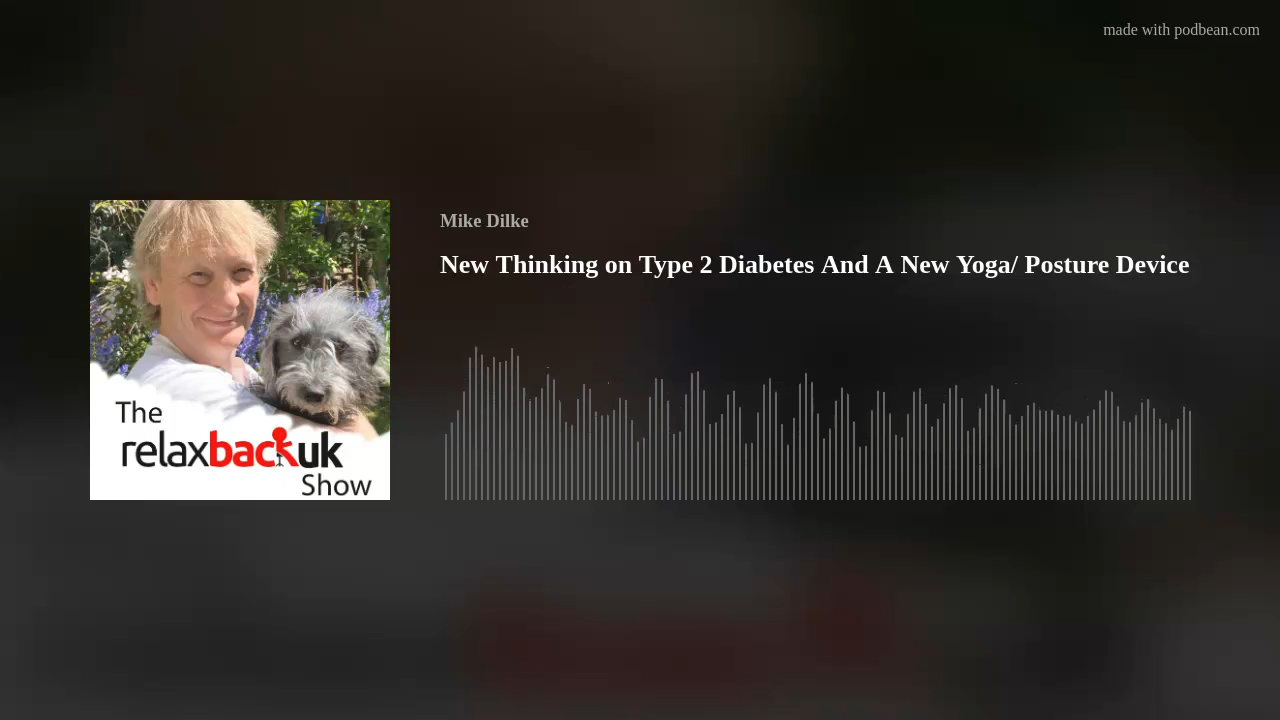 made with podbean.com
Mike Dilke
New Thinking on Type 2 Diabetes And A New Yoga/ Posture Device
The
relaxbackuk
Show